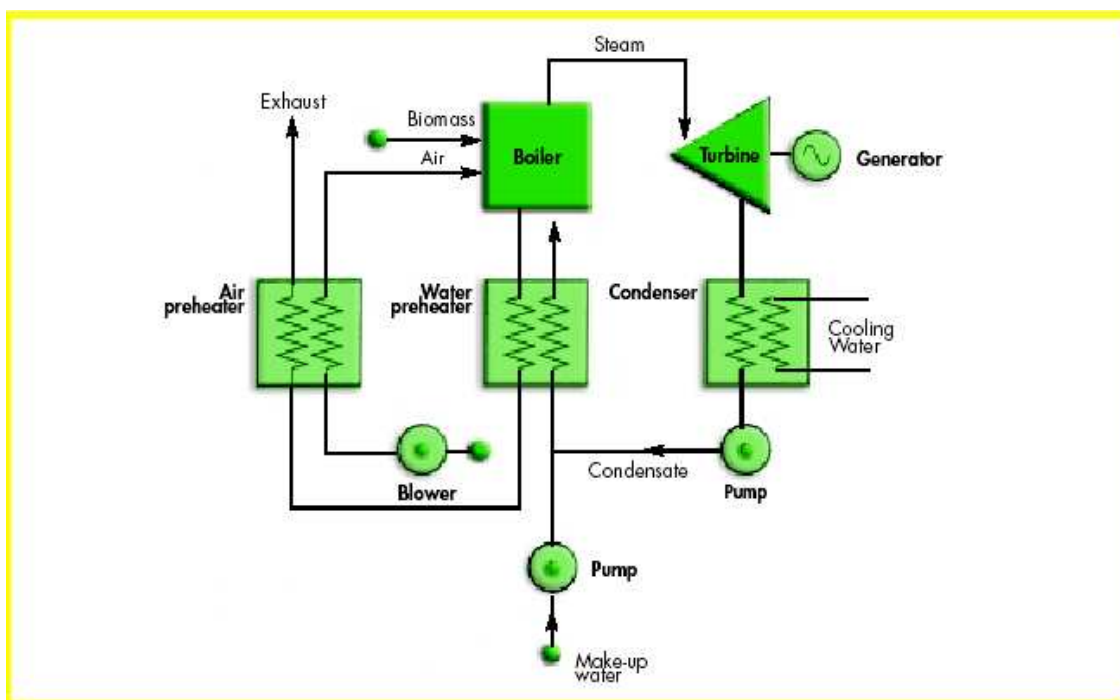 Steam
Exhaust
Biomass
Air
Boiler
Turbine
Generator
Air
preheater
Water
preheater
Condenser
Cooling
Water
Blower
Condensate
Pump
Pump
Make-up
water